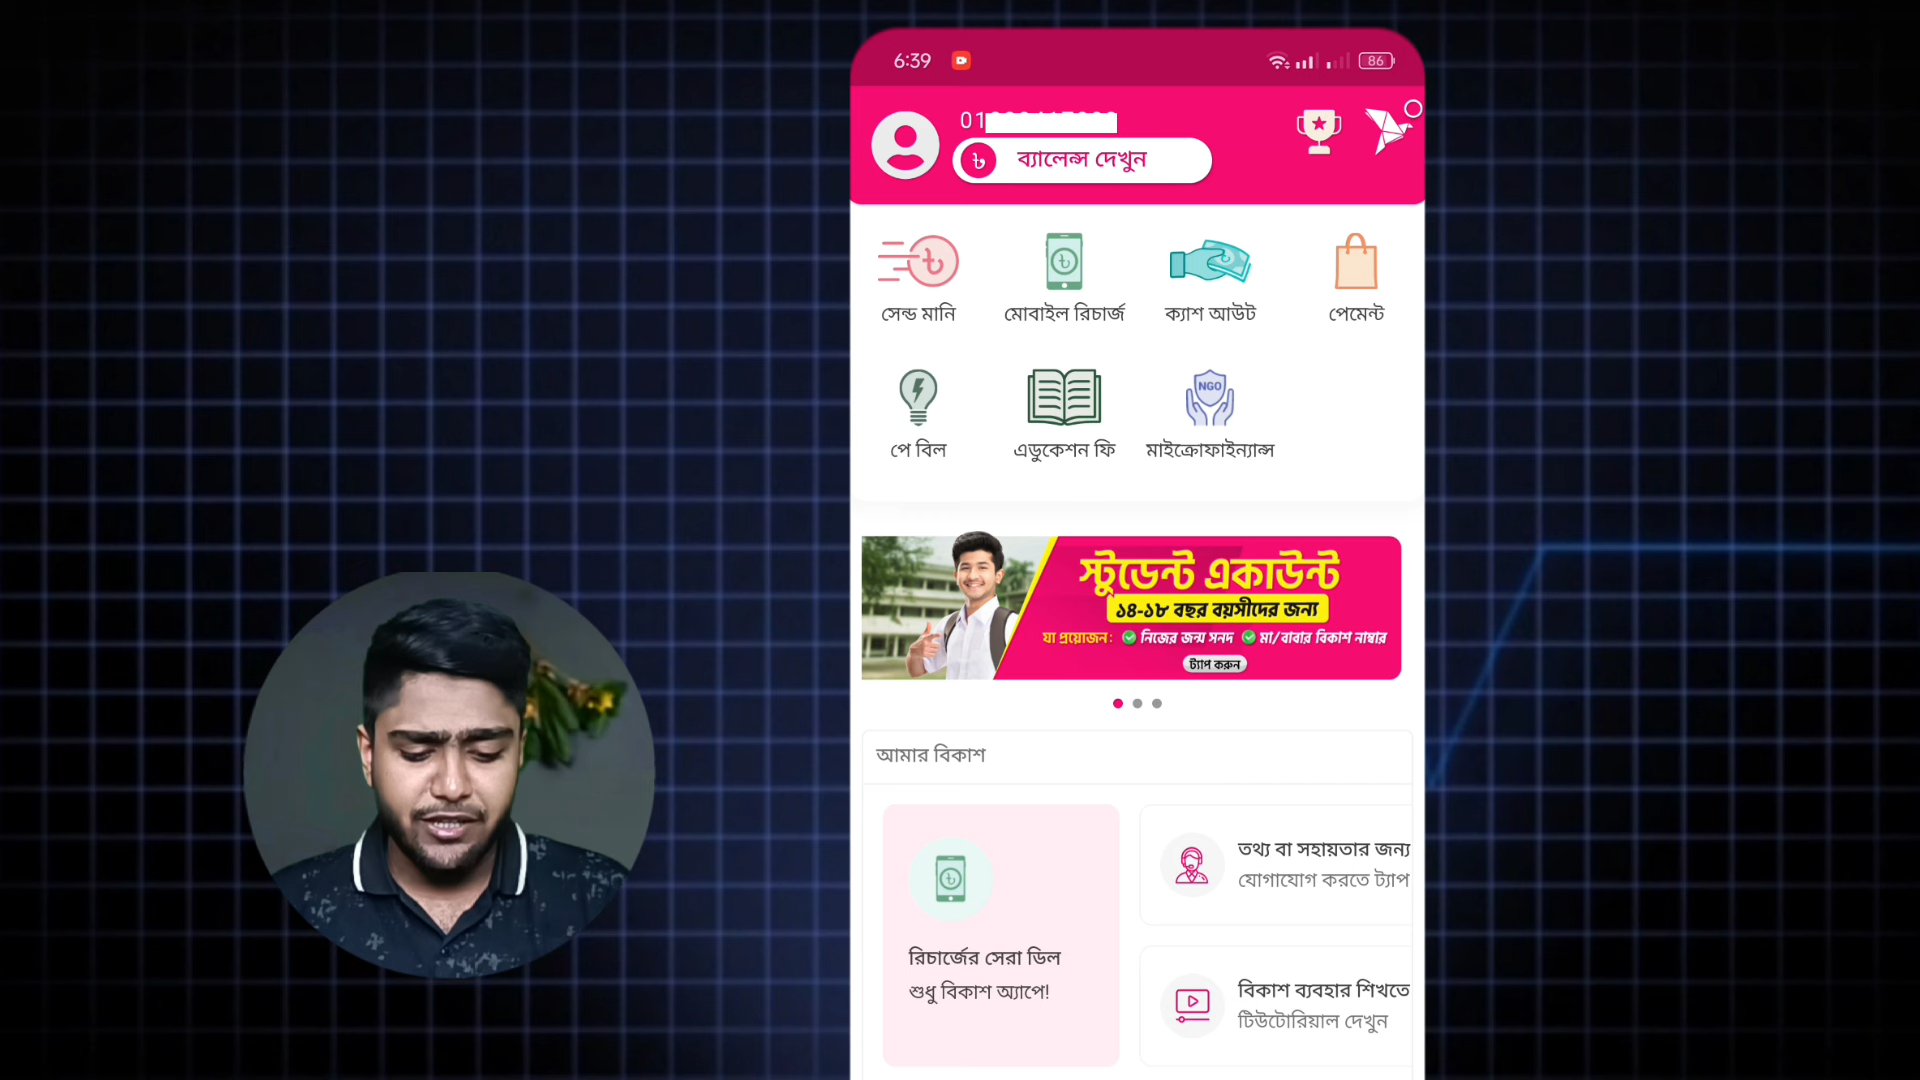 6:39
86
01
ব্যালেন্স দেখুন
সেন্ড মানি
মোবাইল রিচার্জ
ক্যাশ আউট
পেমেন্ট
NGO
পে বিল
এডুকেশন ফি
মাইক্রোফাইন্যান্স
স্টুডেন্ট একাউন্ট
১৪-১৮ বছর বয়সীদের জন্য
যা প্রয়োজন: নিজের জন্ম সনদ মা/বাবার বিকাশ নাম্বার
ট্যাপ করুন
আমার বিকাশ
রিচার্জের সেরা ডিল
শুধু বিকাশ অ্যাপে!
তথ্য বা সহায়তার জন্য
যোগাযোগ করতে ট্যাপ
বিকাশ ব্যবহার শিখতে
টিউটোরিয়াল দেখুন